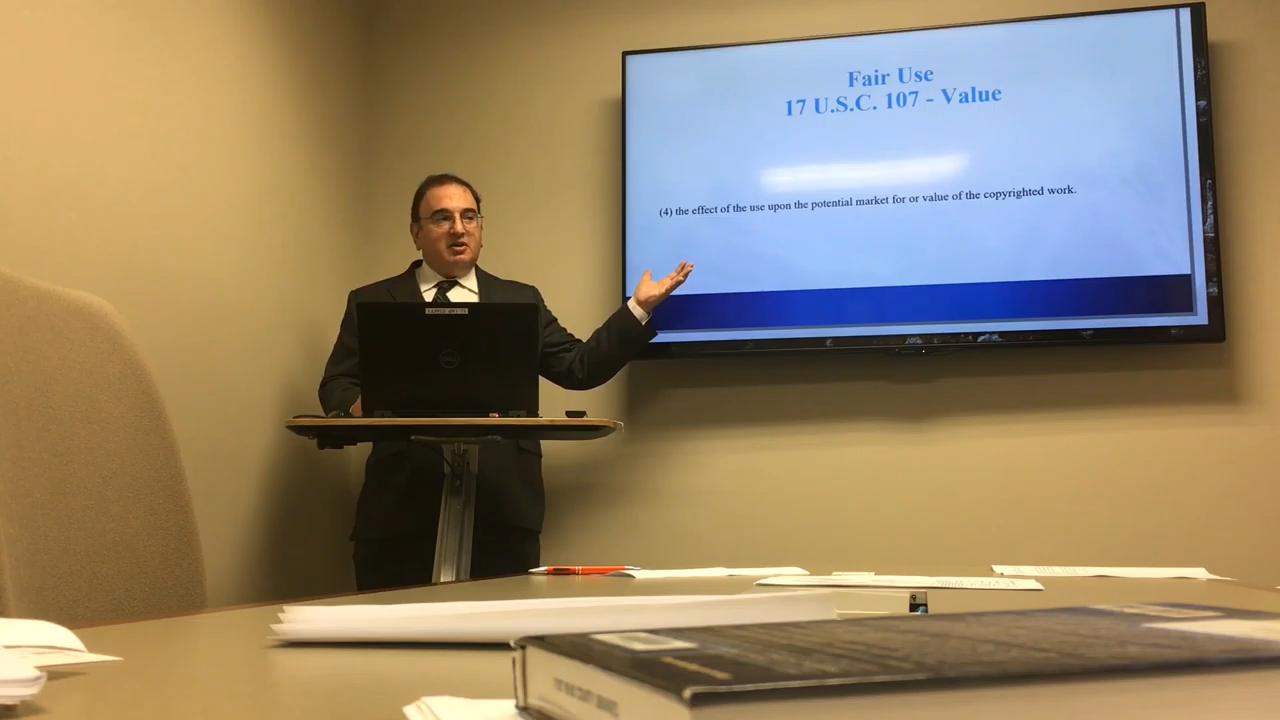 Fair Use
17 U.S.C. 107 - Value
(4) the effect of the use upon the potential market for or value of the copyrighted work.
DELL